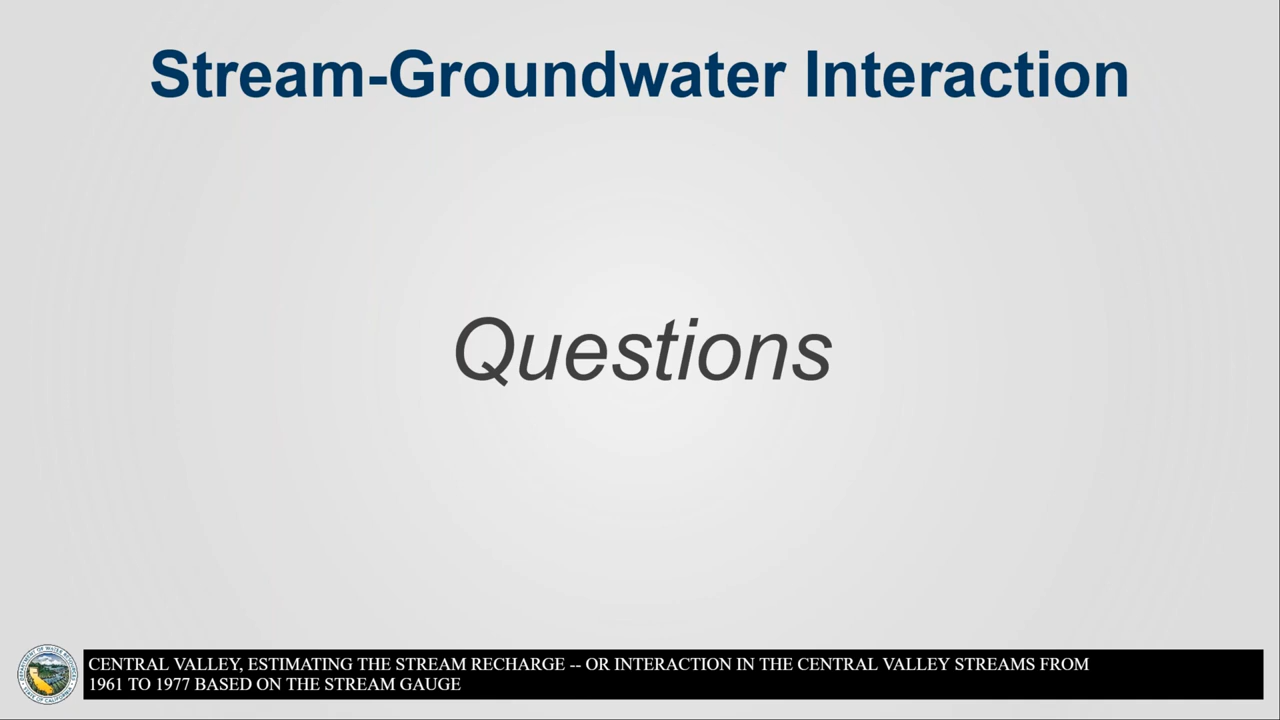 Stream-Groundwater Interaction
Questions
CENTRAL VALLEY, ESTIMATING THE STREAM RECHARGE -- OR INTERACTION IN THE CENTRAL VALLEY STREAMS FROM
1961 TO 1977 BASED ON THE STREAM GAUGE